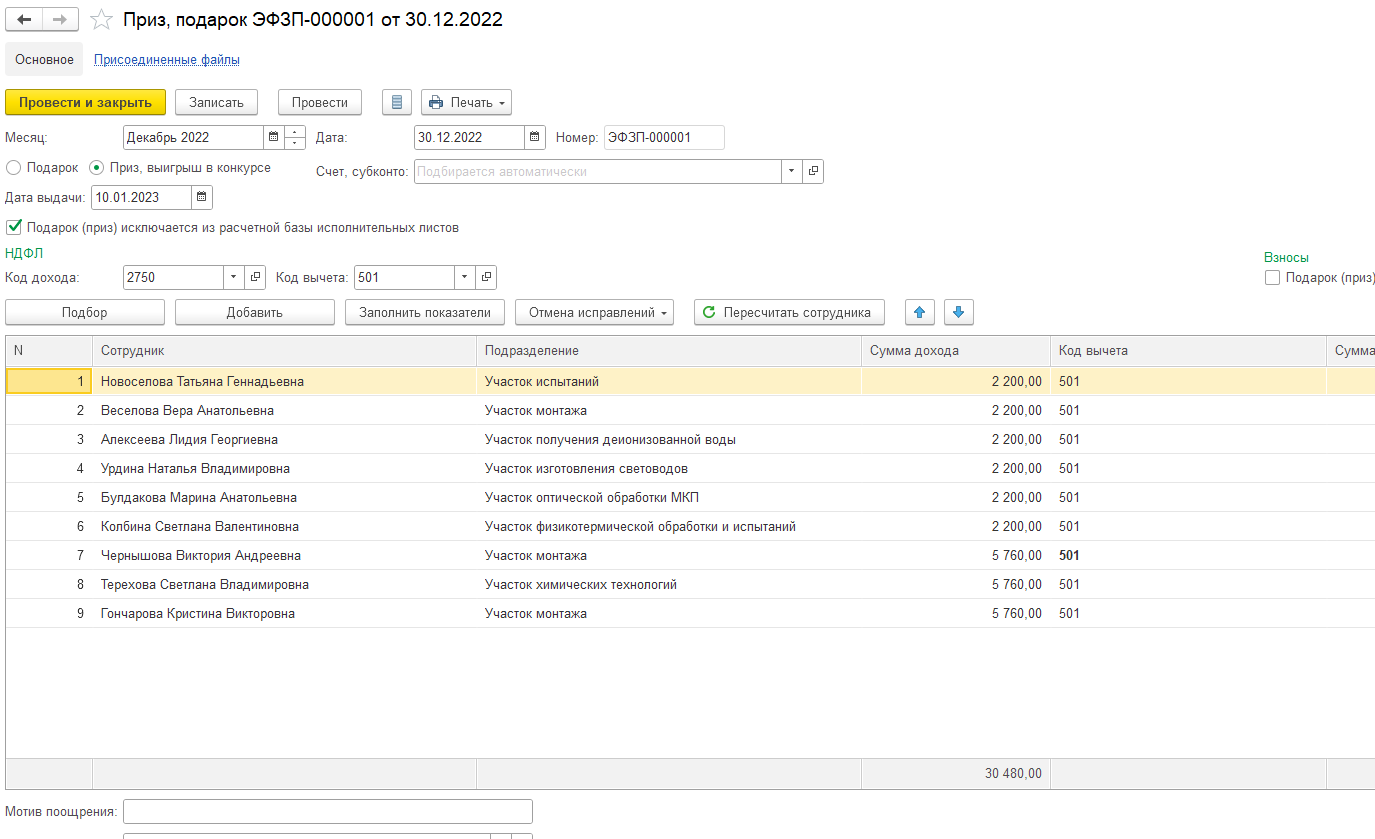 Приз, подарок ЭФЗП-000001 от 30.12.2022
Основное Присоединенные файлы
Провести и закрыть Записать Провести Печать
Месяц: Декабрь 2022 Дата: 30.12.2022 Номер: ЭФЗП-000001
Подарок Приз, выигрыш в конкурсе Счет, субконто: Подбирается автоматически
Дата выдачи: 10.01.2023
Подарок (приз) исключается из расчетной базы исполнительных листов
НДФЛ Взносы
Код дохода: 2750 Код вычета: 501 Подарок (приз)
Подбор Добавить Заполнить показатели Отмена исправлений Пересчитать сотрудника
N Сотрудник Подразделение Сумма дохода Код вычета Сумма
1 Новоселова Татьяна Геннадьевна Участок испытаний 2 200,00 501
2 Веселова Вера Анатольевна Участок монтажа 2 200,00 501
3 Алексеева Лидия Георгиевна Участок получения деионизованной воды 2 200,00 501
4 Урдина Наталья Владимировна Участок изготовления световодов 2 200,00 501
5 Булдакова Марина Анатольевна Участок оптической обработки МКП 2 200,00 501
6 Колбина Светлана Валентиновна Участок физикотермической обработки и испытаний 2 200,00 501
7 Чернышова Виктория Андреевна Участок монтажа 5 760,00 501
8 Терехова Светлана Владимировна Участок химических технологий 5 760,00 501
9 Гончарова Кристина Викторовна Участок монтажа 5 760,00 501
30 480,00
Мотив поощрения: